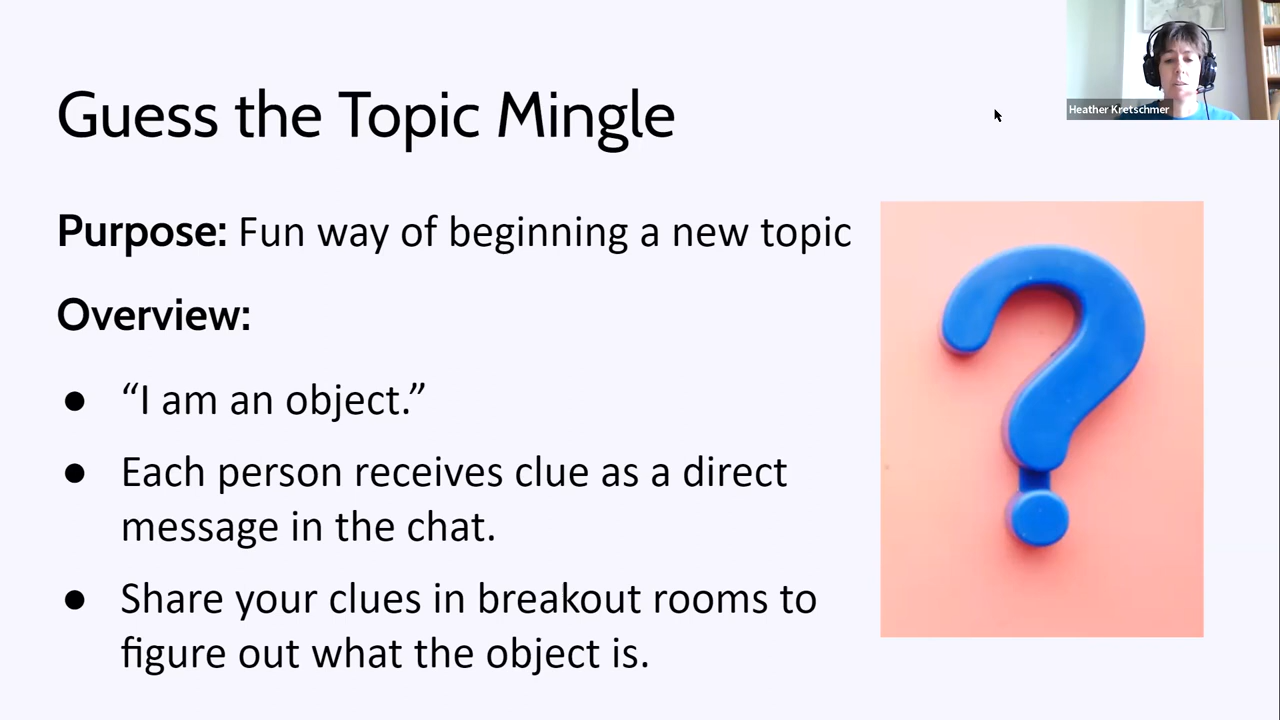 Heather Kretschmer
Guess the Topic Mingle
Purpose: Fun way of beginning a new topic
Overview:
● “I am an object.”
● Each person receives clue as a direct
message in the chat.
● Share your clues in breakout rooms to
figure out what the object is.